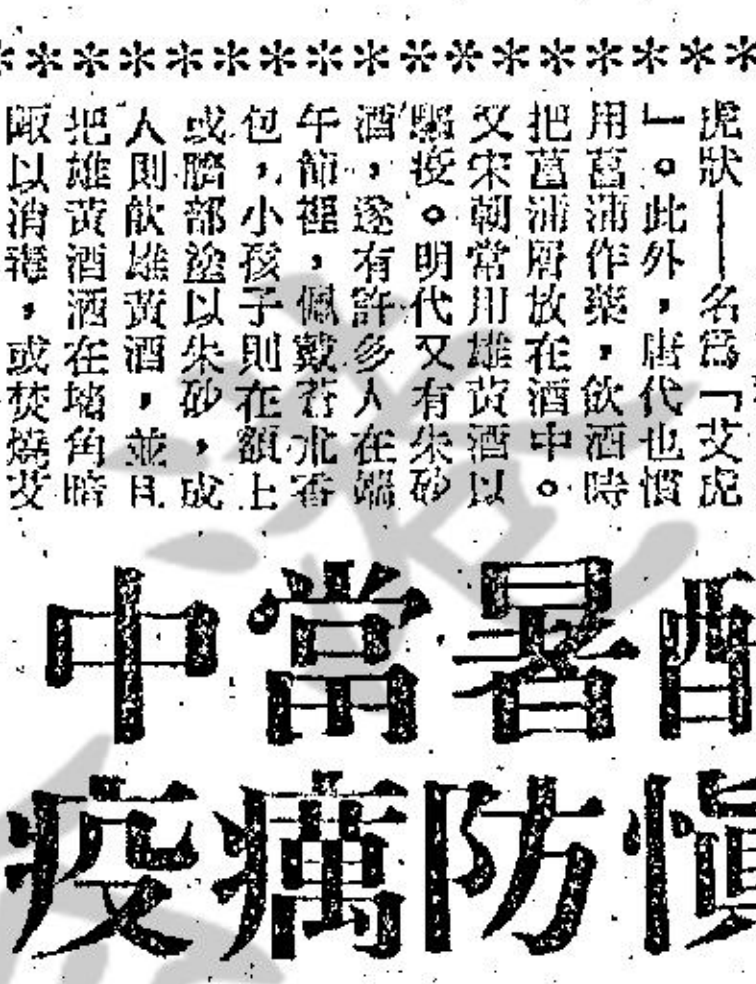 虎狀——名爲「艾虎
」。此外，唐代也慣
用菖蒲作藥，飲酒時
把菖蒲屑放在酒中。
又宋朝常用雄黃酒以
驅疫。明代又有朱砂
酒，遂有許多人在端
午節裡，佩戴蒼朮香
包，小孩子則在額上
或臍部塗以朱砂，成
人則飲雄黃酒，並且
把雄黃酒洒在墻角暗
陬以消毒，或焚燒艾
酷暑當中
慎防癘疫